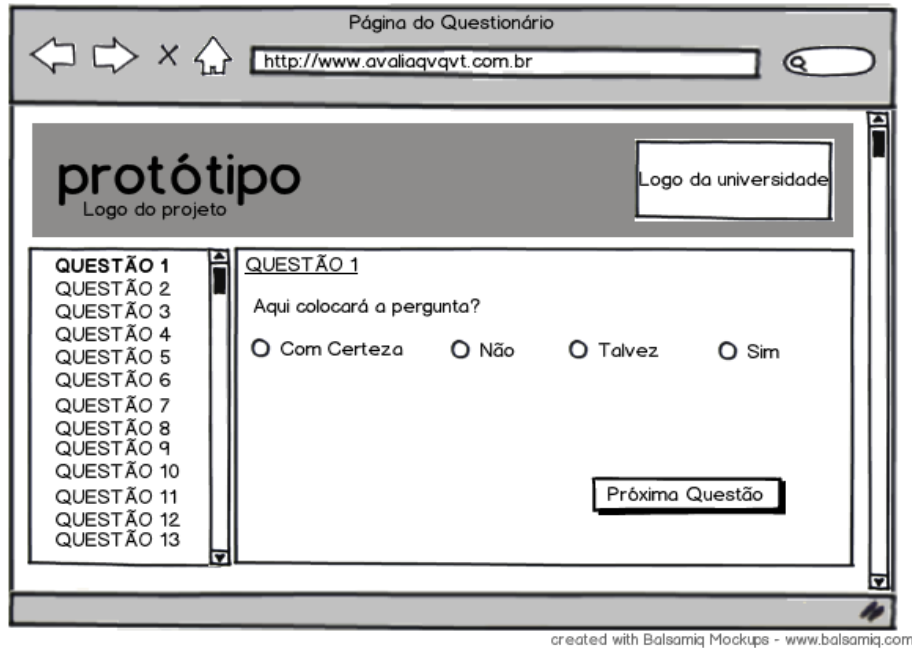 Página do Questionário
http://www.avaliaqvqvt.com.br
protótipo
Logo do projeto
Logo da universidade
QUESTÃO 1
QUESTÃO 2
QUESTÃO 3
QUESTÃO 4
QUESTÃO 5
QUESTÃO 6
QUESTÃO 7
QUESTÃO 8
QUESTÃO 9
QUESTÃO 10
QUESTÃO 11
QUESTÃO 12
QUESTÃO 13
QUESTÃO 1
Aqui colocará a pergunta?
Com Certeza Não Talvez Sim
Próxima Questão
created with Balsamiq Mockups - www.balsamiq.com